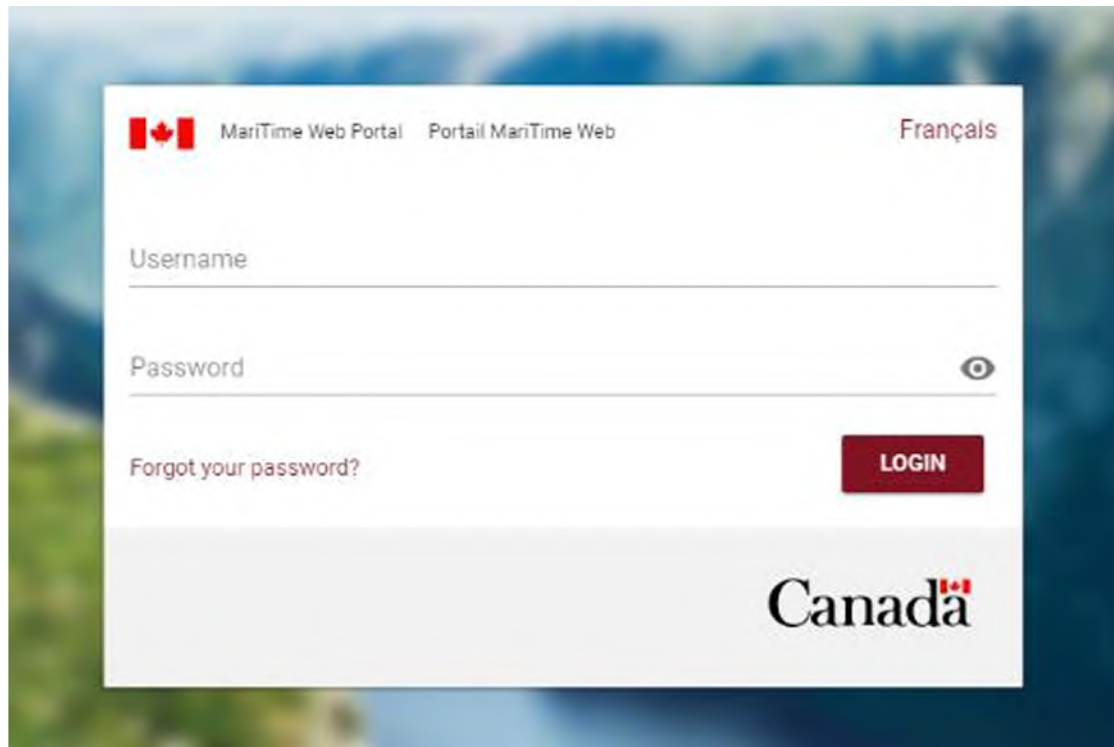 MariTime Web Portal Portail MariTime Web Français
Username
Password
Forgot your password? LOGIN
Canada